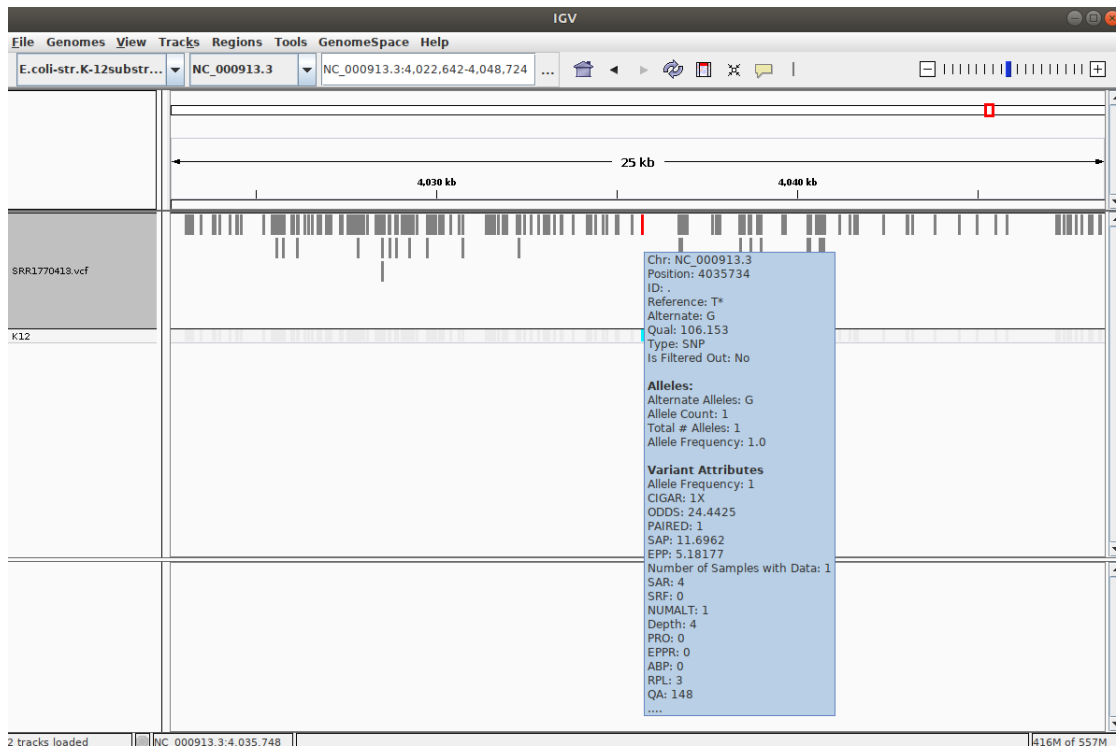 IGV
File Genomes View Tracks Regions Tools GenomeSpace Help
E.coli-str.K-12substr... NC_000913.3 NC_000913.3:4,022,642-4,048,724 ...
25 kb
4,030 kb 4,040 kb
SRR1770413.vcf
K12
Chr: NC_000913.3
Position: 4035734
ID: .
Reference: T*
Alternate: G
Qual: 106.153
Type: SNP
Is Filtered Out: No
Alleles:
Alternate Alleles: G
Allele Count: 1
Total # Alleles: 1
Allele Frequency: 1.0
Variant Attributes
Allele Frequency: 1
CIGAR: 1X
ODDS: 24.4425
PAIRED: 1
SAP: 11.6962
EPP: 5.18177
Number of Samples with Data: 1
SAR: 4
SRF: 0
NUMALT: 1
Depth: 4
PRO: 0
EPPR: 0
ABP: 0
RPL: 3
QA: 148
....
2 tracks loaded NC_000913.3:4,035,748 416M of 557M